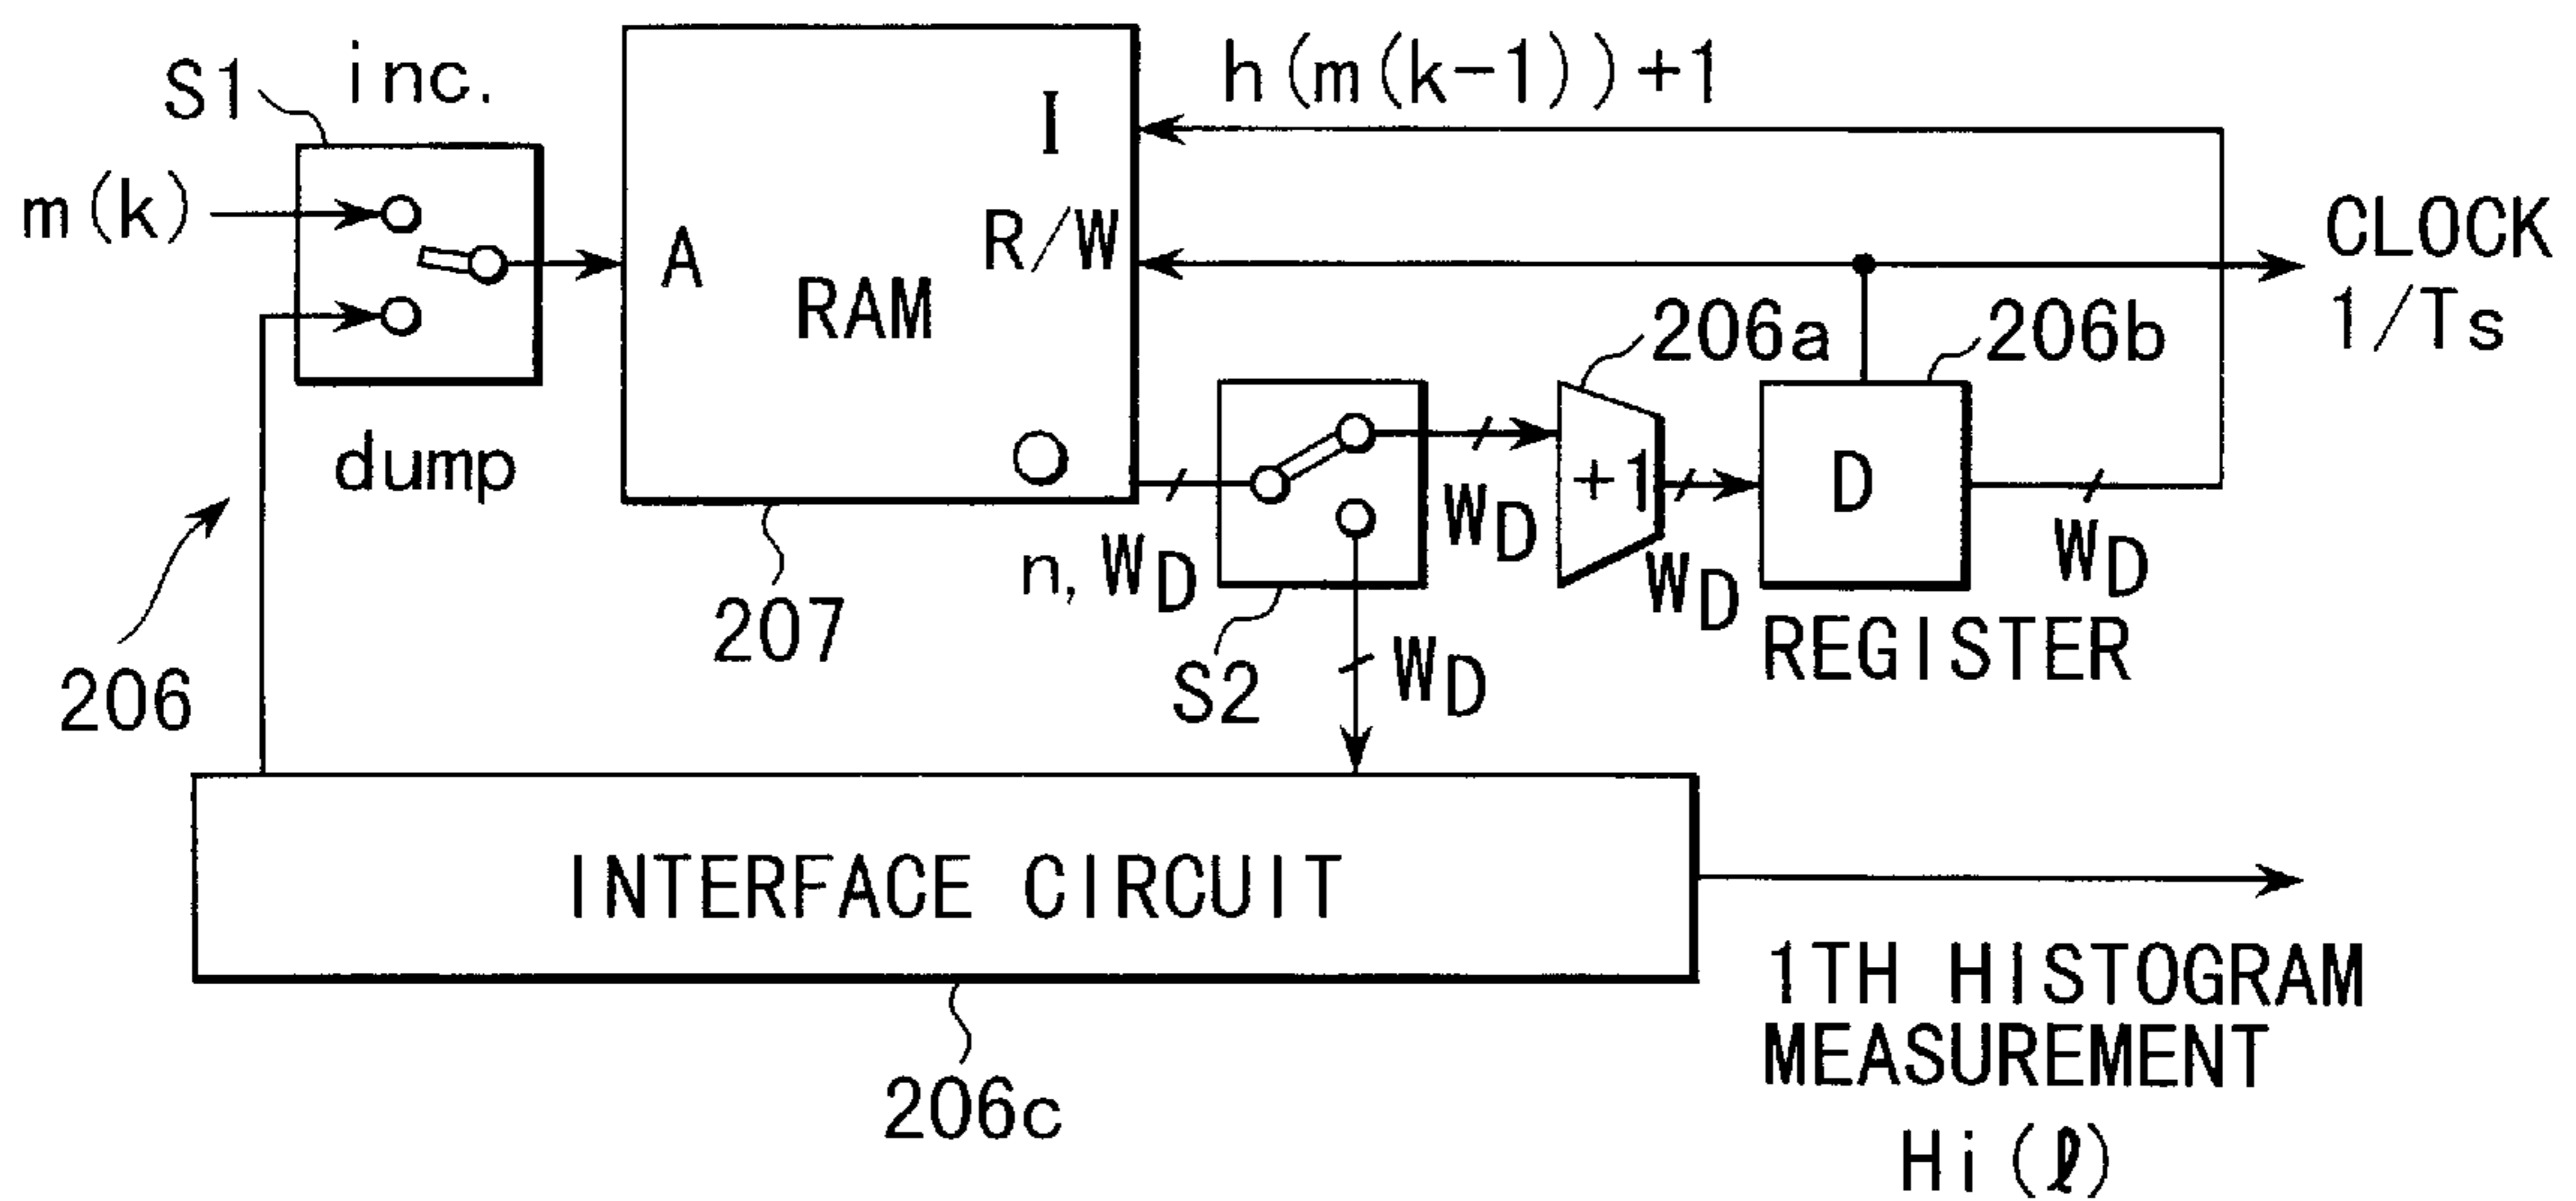 S1
inc.
m(k)
dump
206
A
RAM
I
R/W
O
207
h(m(k-1))+1
CLOCK
1/Ts
206a
206b
n, WD
S2
WD
WD
+1
WD
D
REGISTER
WD
INTERFACE CIRCUIT
206c
1TH HISTOGRAM
MEASUREMENT
Hi(ℓ)